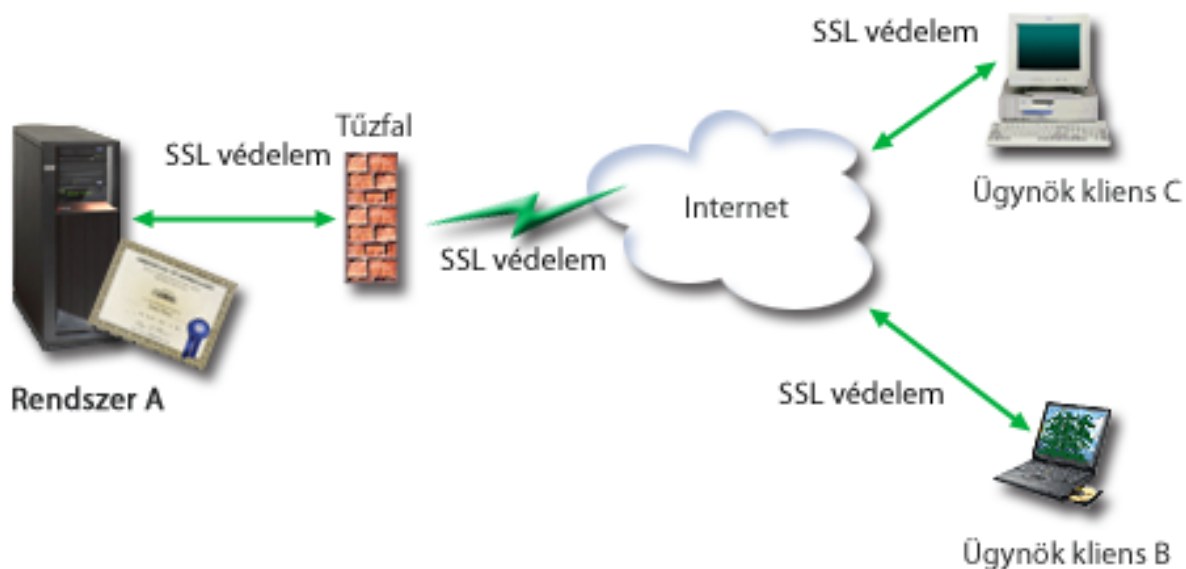 SSL védelem
Tűzfal
SSL védelem
Ügynök kliens C
Internet
SSL védelem
Rendszer A
SSL védelem
Ügynök kliens B